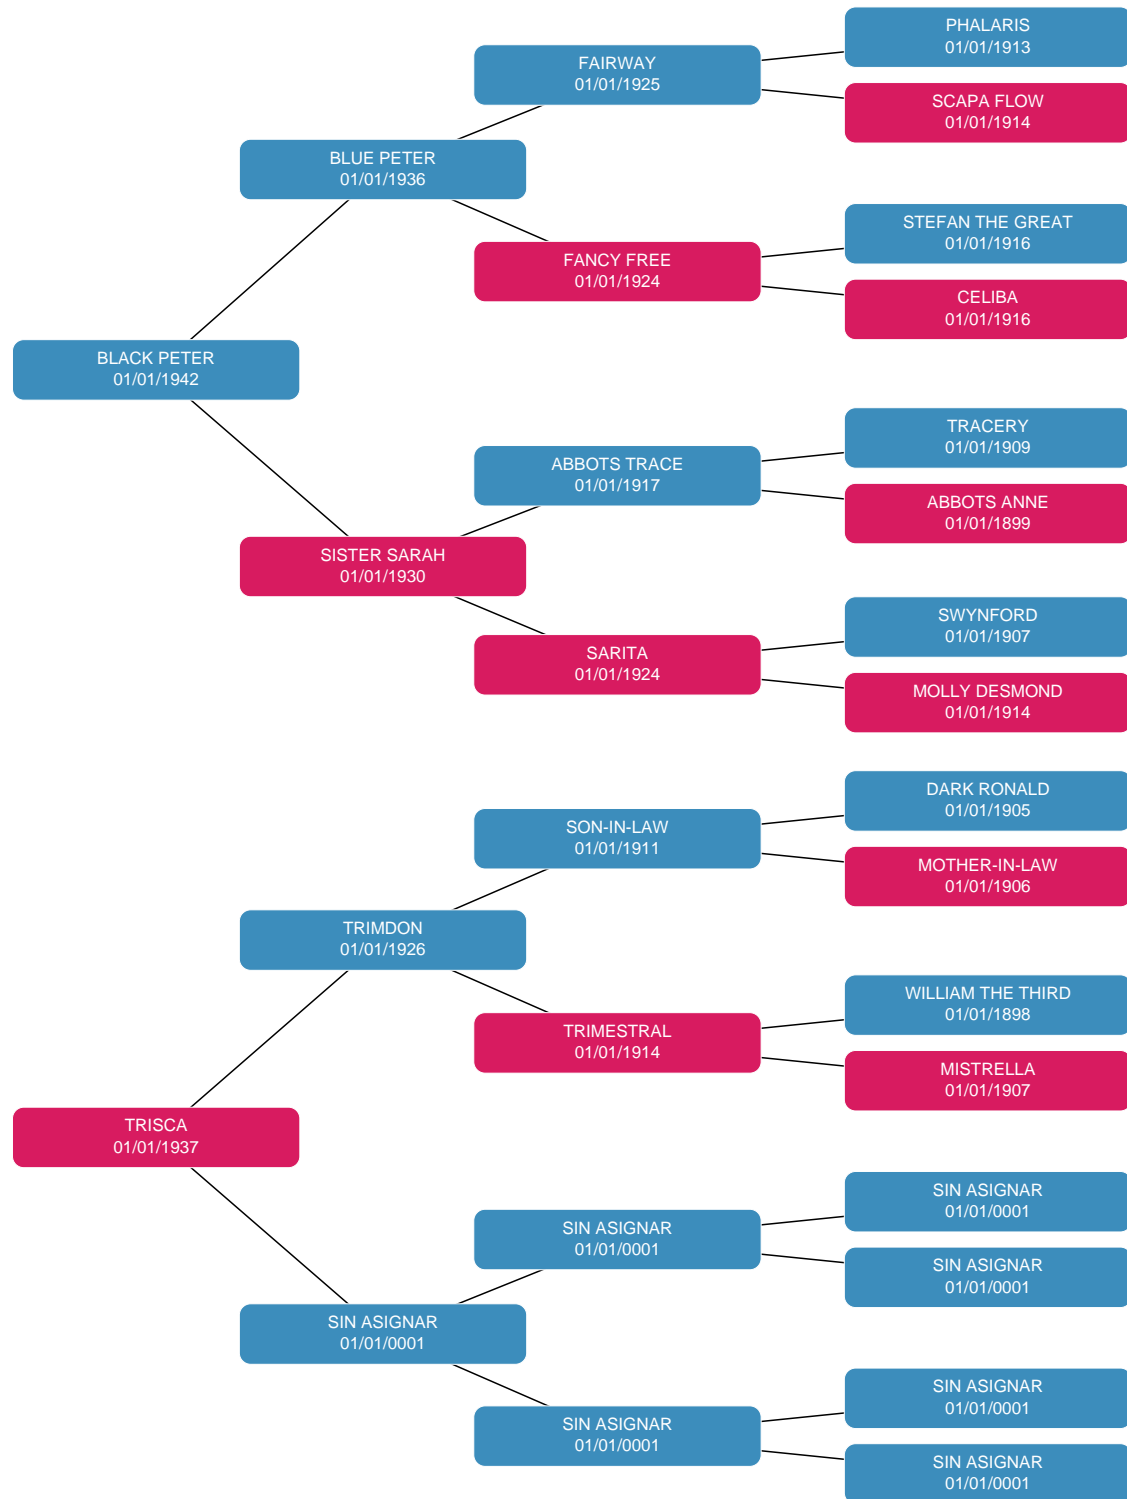 PHALARIS
01/01/1913
FAIRWAY
01/01/1925
SCAPA FLOW
01/01/1914
BLUE PETER
01/01/1936
STEFAN THE GREAT
01/01/1916
FANCY FREE
01/01/1924
CELIBA
01/01/1916
BLACK PETER
01/01/1942
TRACERY
01/01/1909
ABBOTS TRACE
01/01/1917
ABBOTS ANNE
01/01/1899
SISTER SARAH
01/01/1930
SWYNFORD
01/01/1907
SARITA
01/01/1924
MOLLY DESMOND
01/01/1914
DARK RONALD
01/01/1905
SON-IN-LAW
01/01/1911
MOTHER-IN-LAW
01/01/1906
TRIMDON
01/01/1926
WILLIAM THE THIRD
01/01/1898
TRIMESTRAL
01/01/1914
MISTRELLA
01/01/1907
TRISCA
01/01/1937
SIN ASIGNAR
01/01/0001
SIN ASIGNAR
01/01/0001
SIN ASIGNAR
01/01/0001
SIN ASIGNAR
01/01/0001
SIN ASIGNAR
01/01/0001
SIN ASIGNAR
01/01/0001
SIN ASIGNAR
01/01/0001